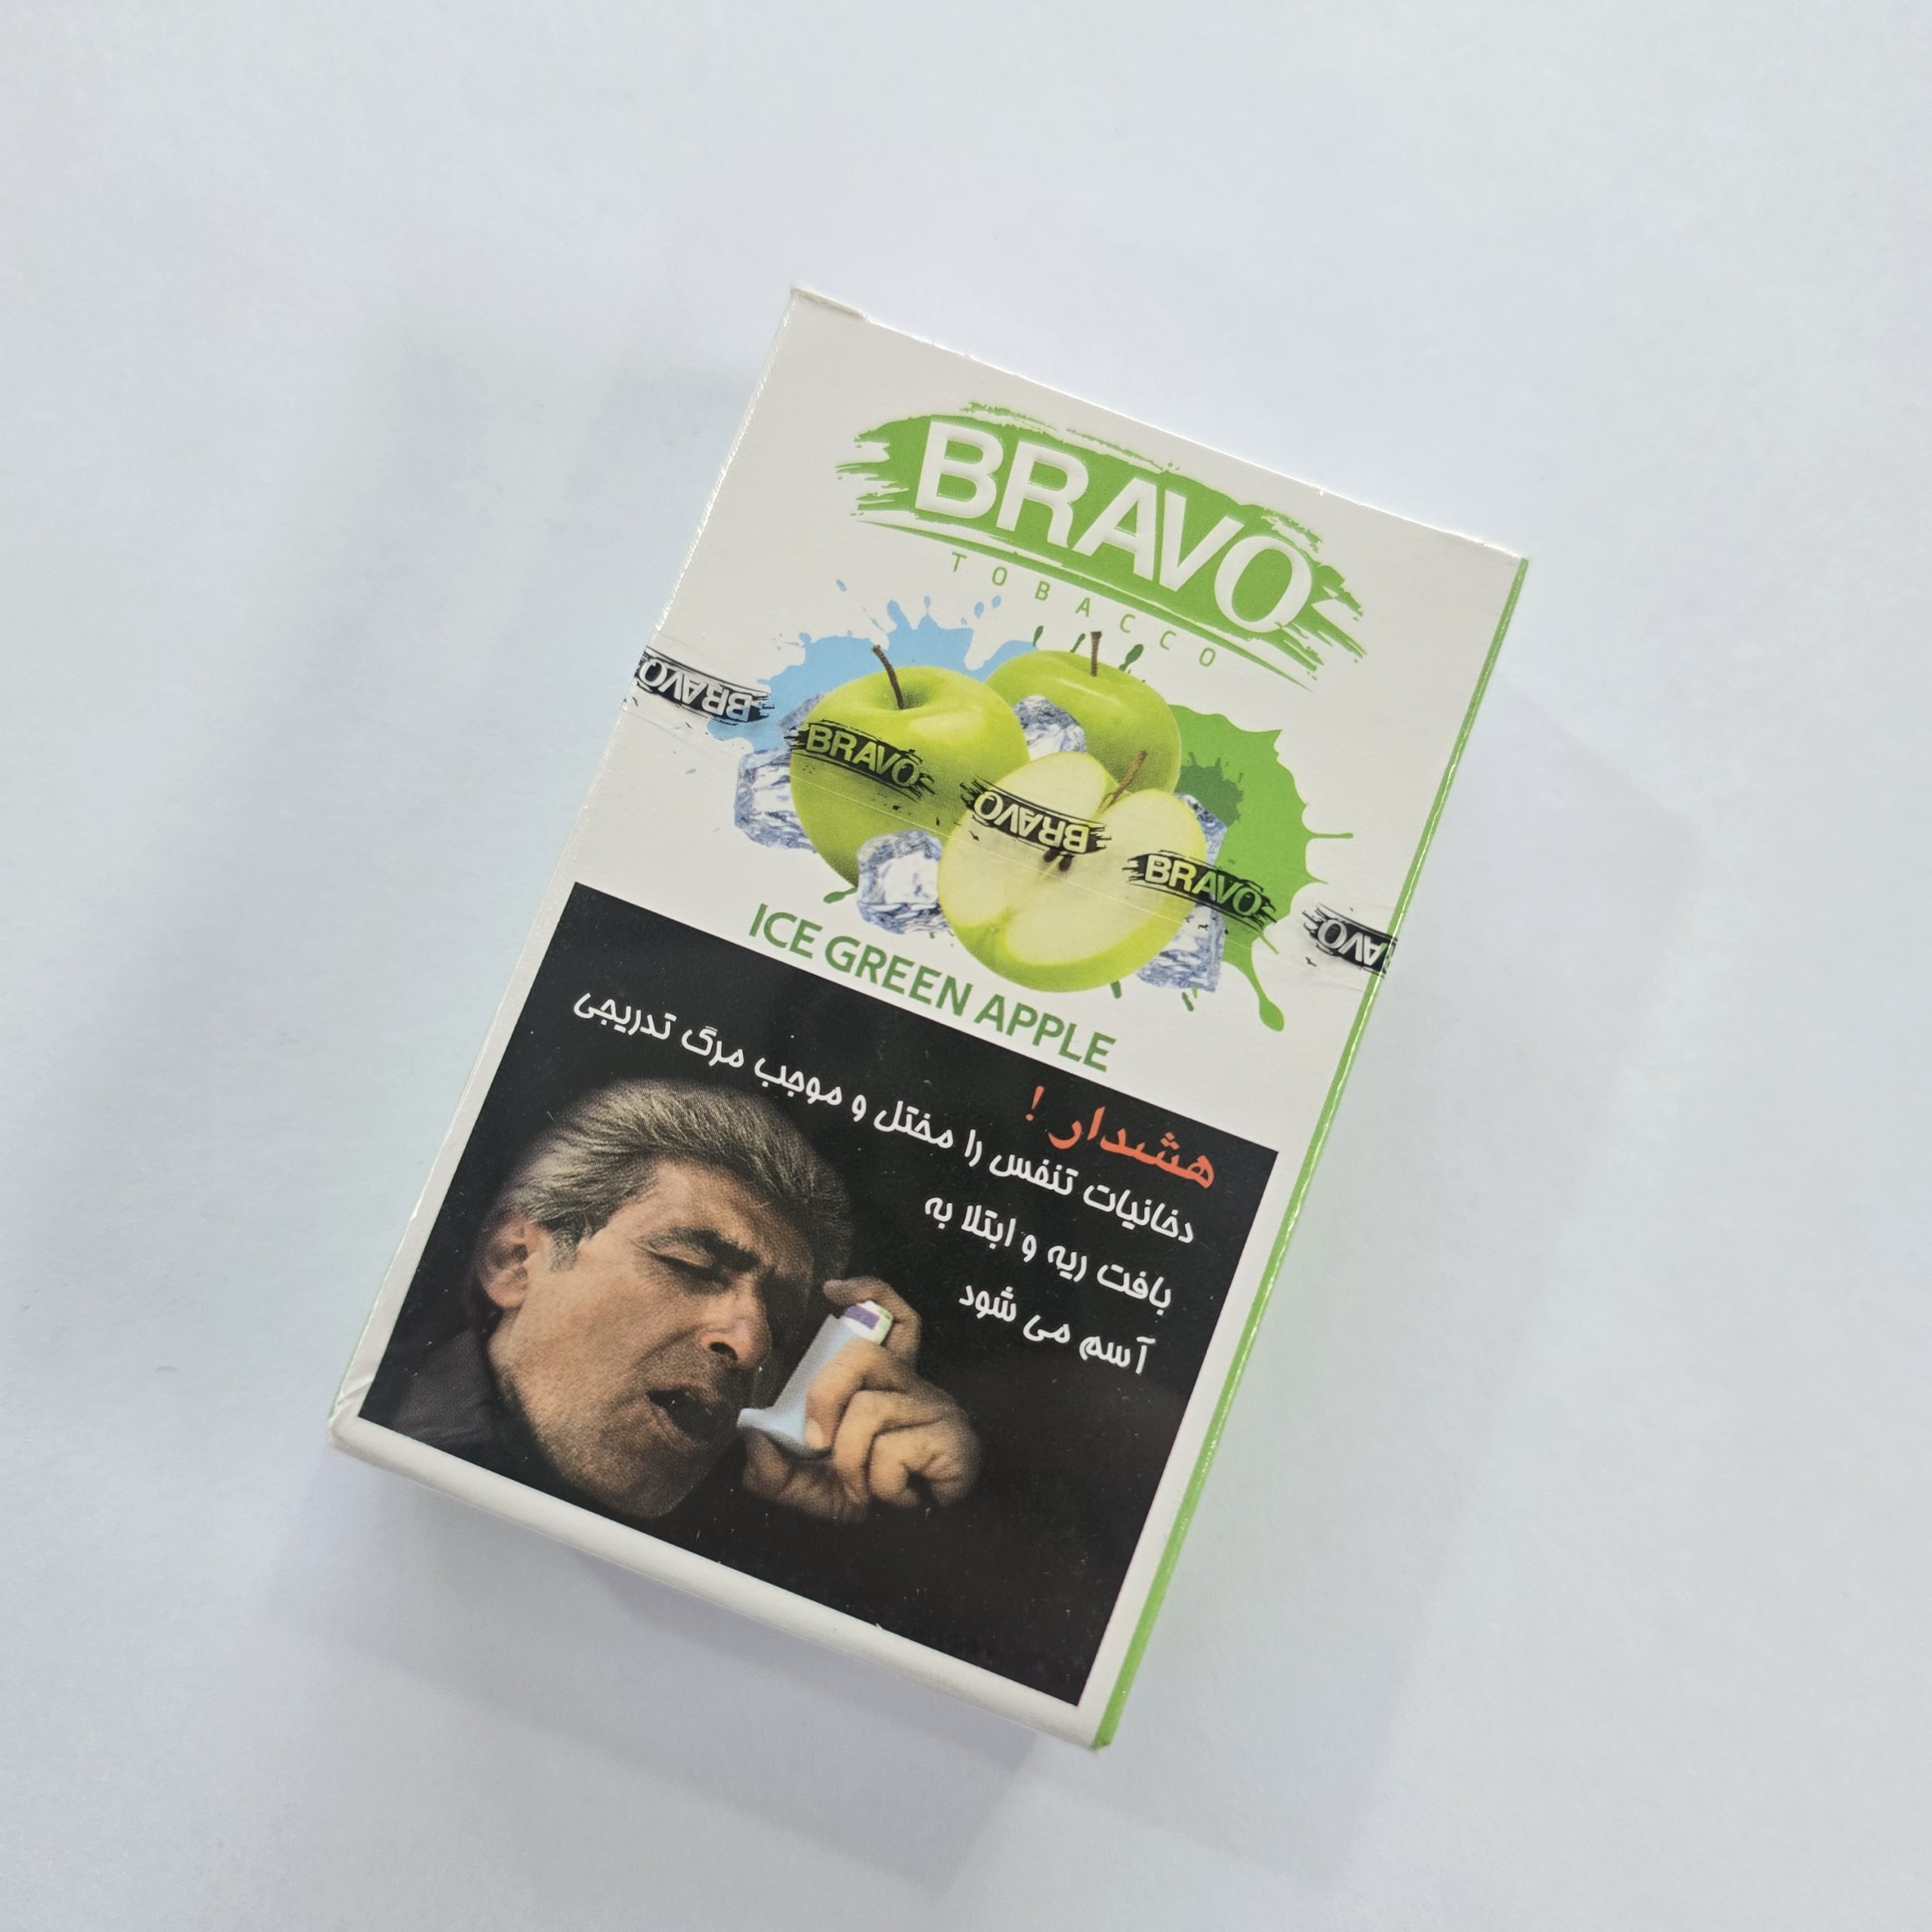 BRAVO
TOBACCO
BRAVO
BRAVO
BRAVO
BRAVO
AVO
ICE GREEN APPLE
هشدار !
دخانیات تنفس را مختل و موجب مرگ تدریجی
بافت ریه و ابتلا به
آسم می شود